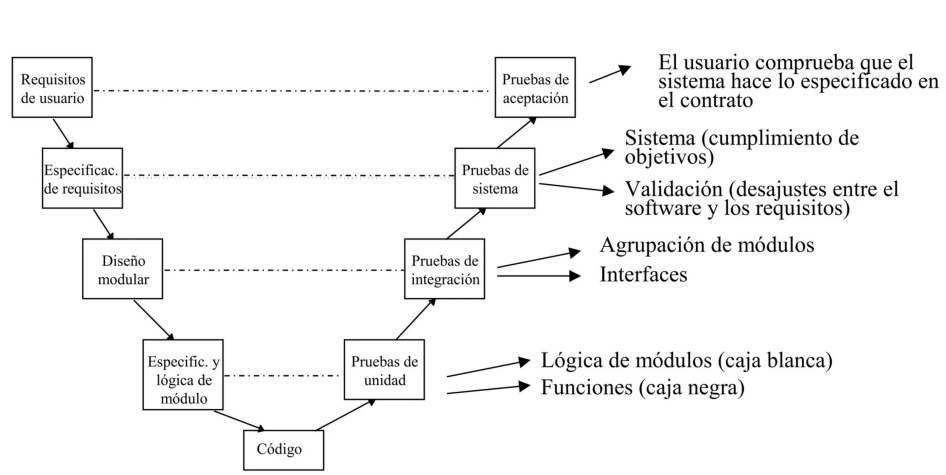 Requisitos
de usuario
Pruebas de
aceptación
El usuario comprueba que el
sistema hace lo especificado en
el contrato
Especificac.
de requisitos
Pruebas de
sistema
Sistema (cumplimiento de
objetivos)
Validación (desajustes entre el
software y los requisitos)
Diseño
modular
Pruebas de
integración
Agrupación de módulos
Interfaces
Especific. y
lógica de
módulo
Pruebas de
unidad
Lógica de módulos (caja blanca)
Funciones (caja negra)
Código